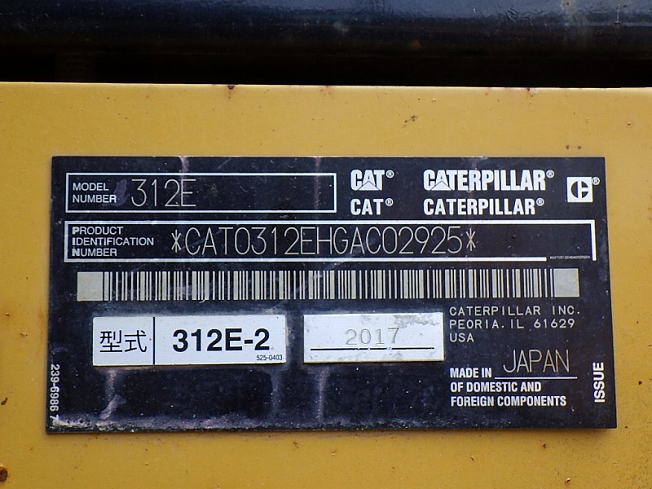 MODEL NUMBER 312E
CAT® CATERPILLAR® C®
CAT® CATERPILLAR®
PRODUCT IDENTIFICATION NUMBER *CAT0312EHGAC02925*
型式 312E-2
525-0403
2017
CATERPILLAR INC.
PEORIA. IL 61629
USA
MADE IN JAPAN
OF DOMESTIC AND
FOREIGN COMPONENTS
ISSUE
239-6986 7